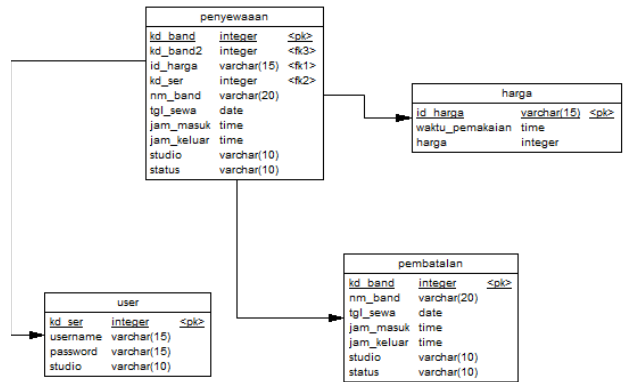 penyewaaan
kd_band integer <pk>
kd_band2 integer <fk3>
id_harga varchar(15) <fk1>
kd_ser integer <fk2>
nm_band varchar(20)
tgl_sewa date
jam_masuk time
jam_keluar time
studio varchar(10)
status varchar(10)
harga
id_harga varchar(15) <pk>
waktu_pemakaian time
harga integer
pembatalan
kd_band integer <pk>
nm_band varchar(20)
tgl_sewa date
jam_masuk time
jam_keluar time
studio varchar(10)
status varchar(10)
user
kd_ser integer <pk>
username varchar(15)
password varchar(15)
studio varchar(10)